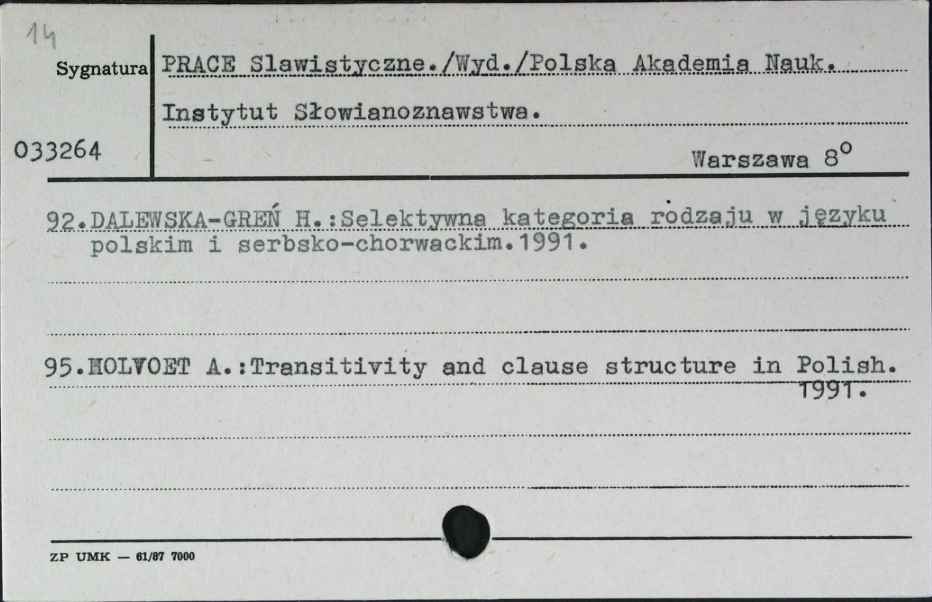 14
Sygnatura
PRACE Slawistyczne./Wyd./Polska Akademia Nauk.
Instytut Słowianoznawstwa.
033264
Warszawa 8°
92.DALEWSKA-GREŃ H.:Selektywna kategoria rodzaju w języku
polskim i serbsko-chorwackim.1991.
95.HOLVOET A.:Transitivity and clause structure in Polish.
1991.
ZP UMK — 61/87 7000